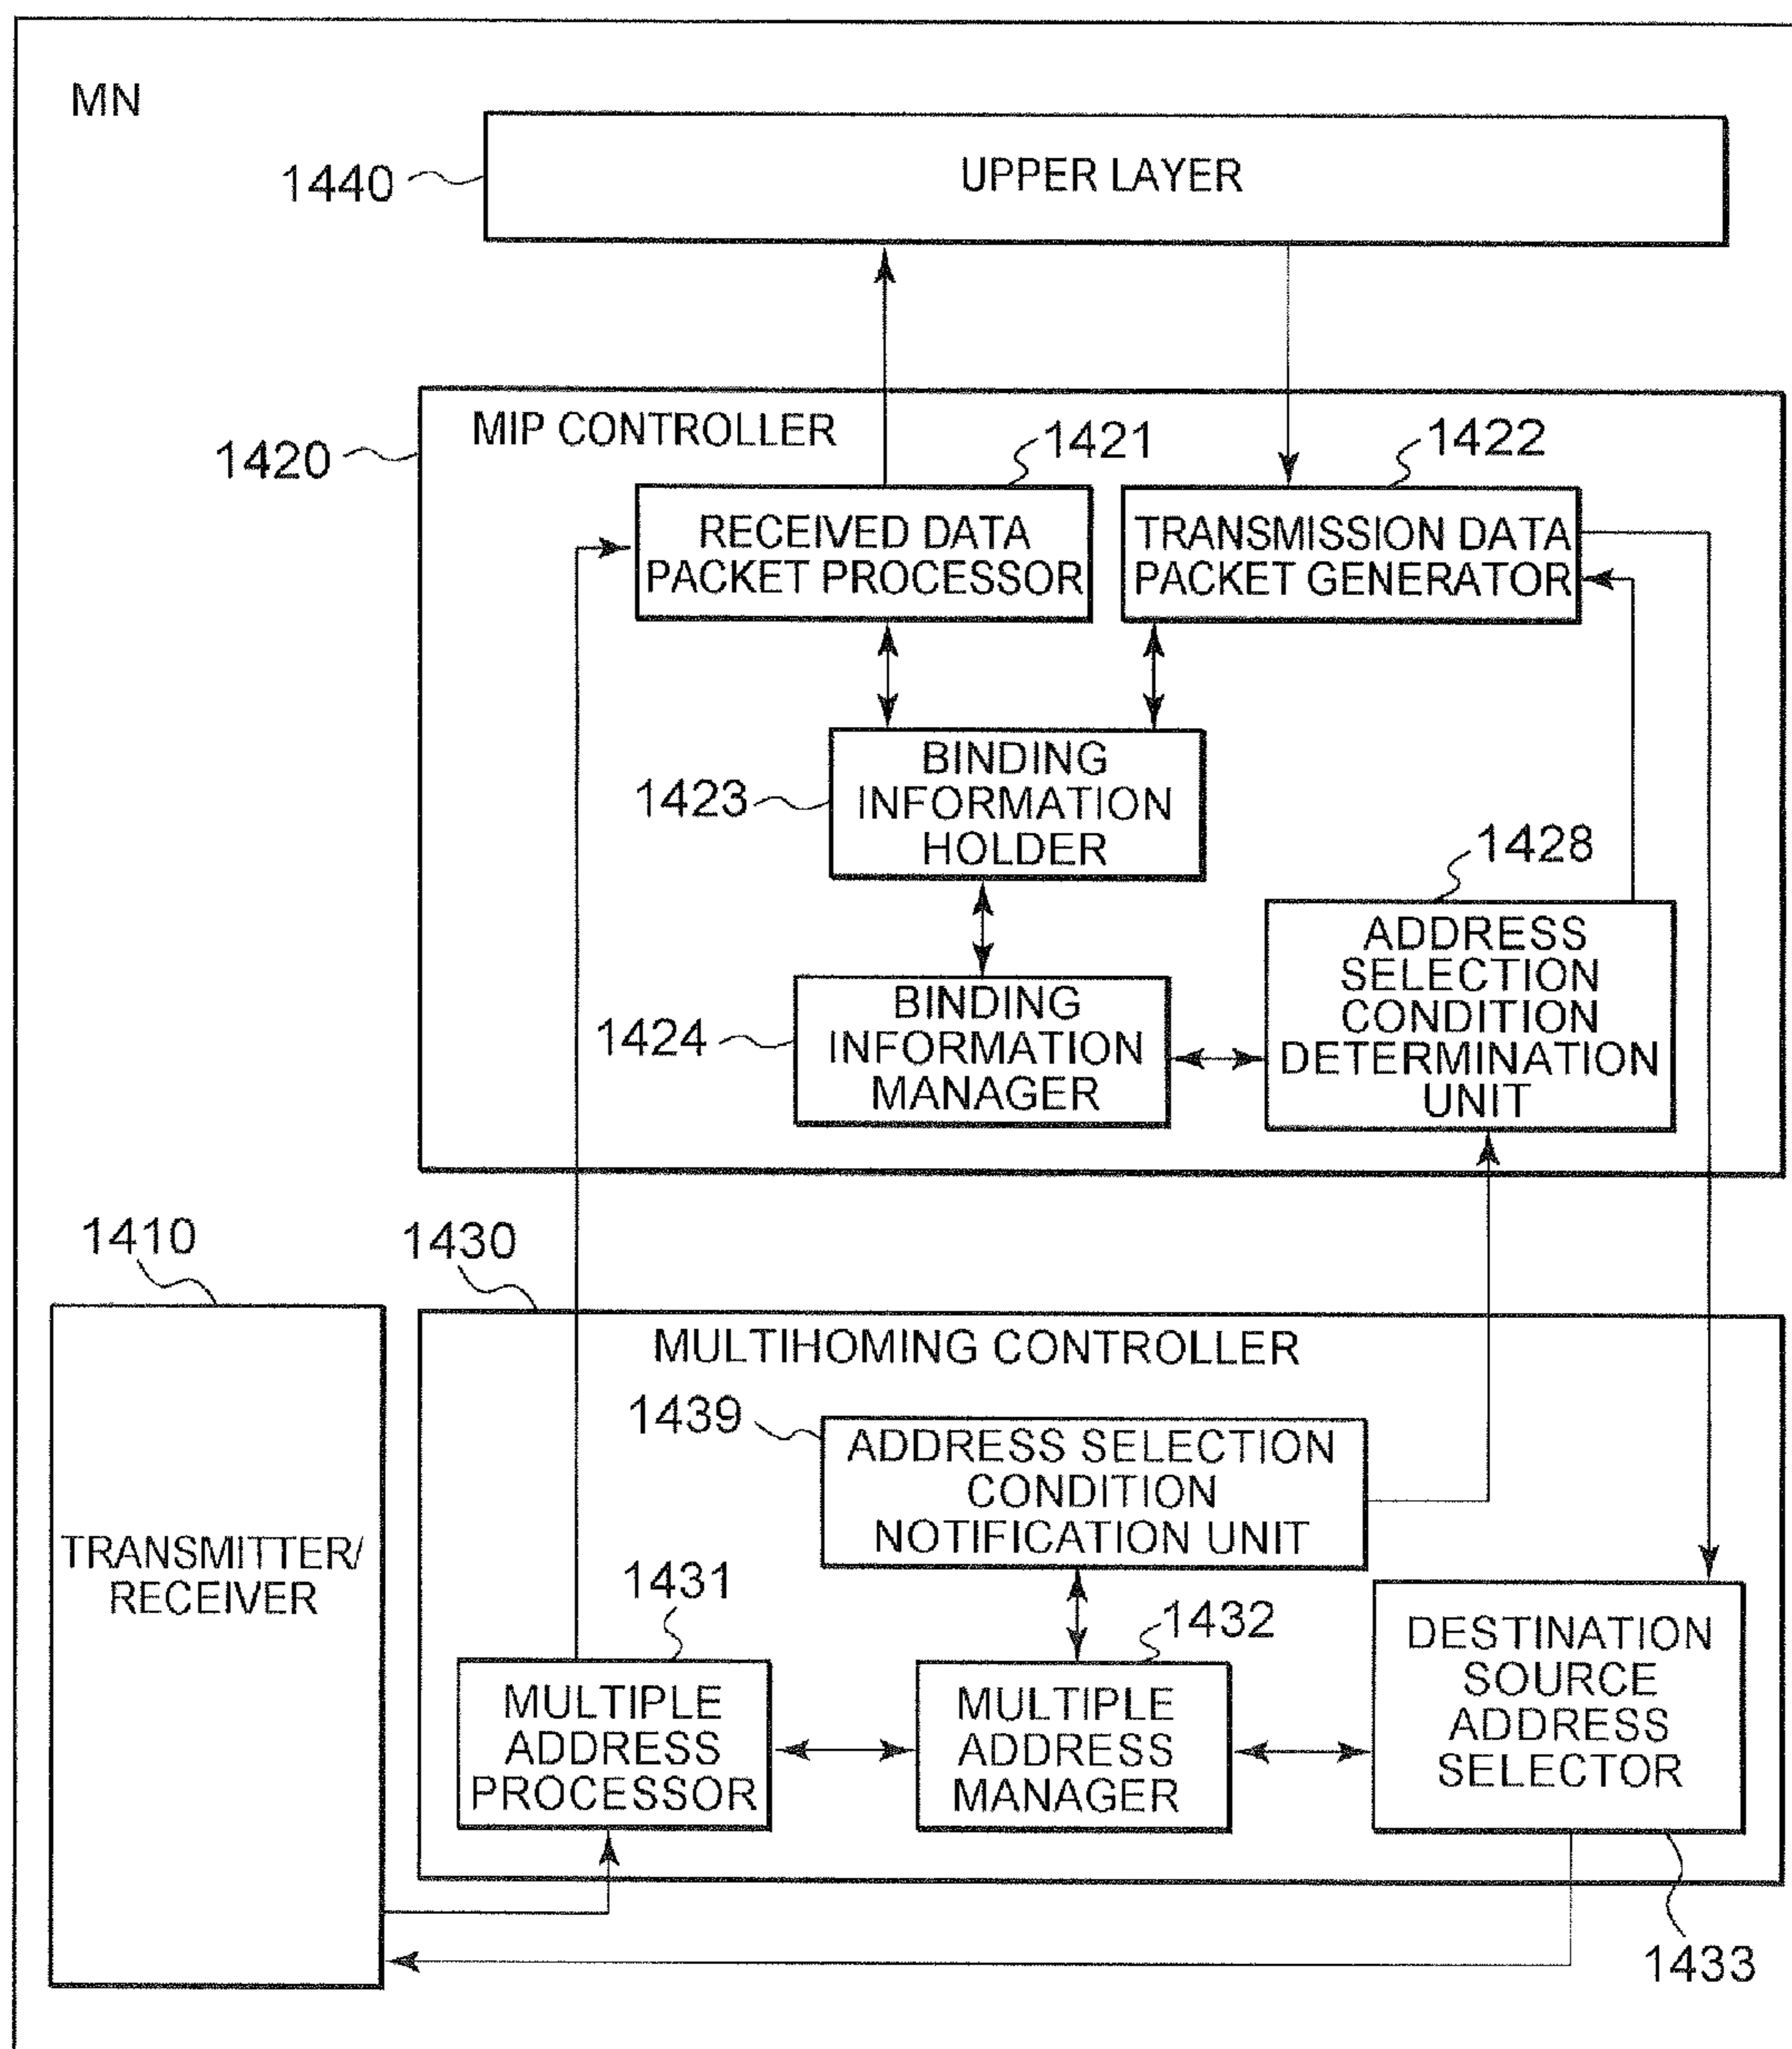 MN
1440
UPPER LAYER
MIP CONTROLLER
1420
1421
1422
RECEIVED DATA
PACKET PROCESSOR
TRANSMISSION DATA
PACKET GENERATOR
1423
BINDING
INFORMATION
HOLDER
1428
ADDRESS
SELECTION
CONDITION
DETERMINATION
UNIT
1424
BINDING
INFORMATION
MANAGER
1410
1430
TRANSMITTER/
RECEIVER
MULTIHOMING CONTROLLER
1439
ADDRESS SELECTION
CONDITION
NOTIFICATION UNIT
1431
1432
MULTIPLE
ADDRESS
PROCESSOR
MULTIPLE
ADDRESS
MANAGER
DESTINATION
SOURCE
ADDRESS
SELECTOR
1433